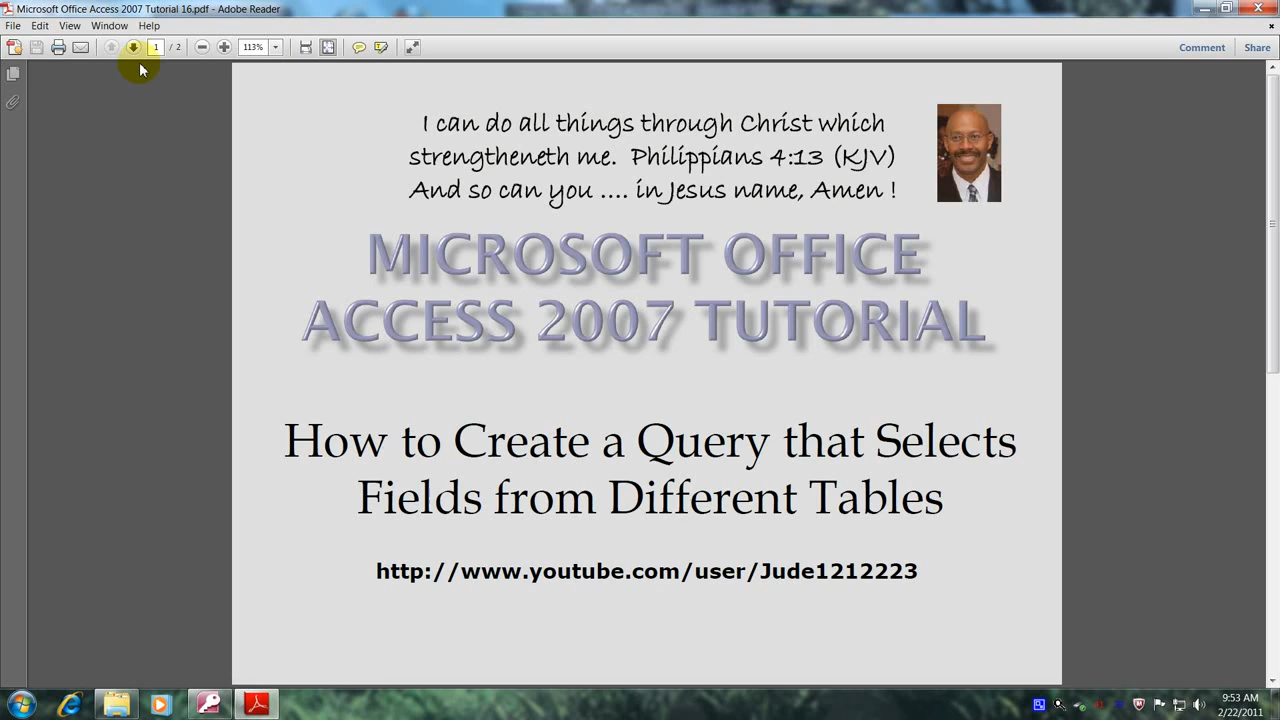 Microsoft Office Access 2007 Tutorial 16.pdf - Adobe Reader
File Edit View Window Help
1 / 2 113% Comment Share
I can do all things through Christ which
strengtheneth me. Philippians 4:13 (KJV)
And so can you .... in Jesus name, Amen !
MICROSOFT OFFICE
ACCESS 2007 TUTORIAL
How to Create a Query that Selects
Fields from Different Tables
http://www.youtube.com/user/Jude1212223
9:53 AM
2/22/2011